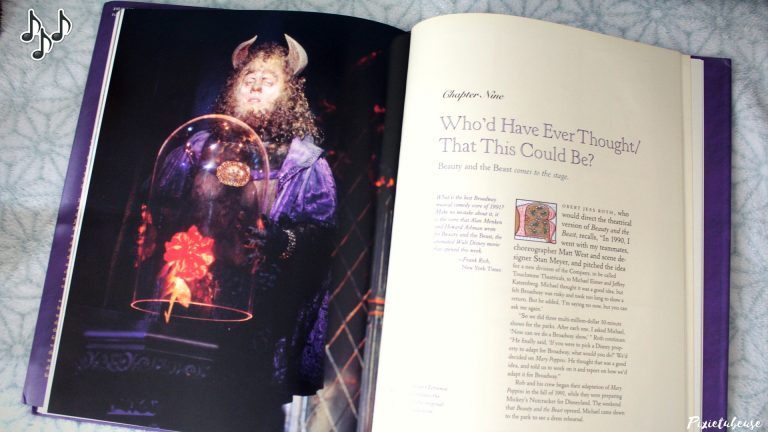 Chapter Nine
Who'd Have Ever Thought/
That This Could Be?
Beauty and the Beast comes to the stage.
What is the best Broadway
musical comedy score of 1991?
Make no mistake about it, it
is the score that Alan Menken
and Howard Ashman wrote
for Beauty and the Beast, the
animated Walt Disney movie
that opened this week.
– Frank Rich,
New York Times
OBERT JESS ROTH, who
would direct the theatrical
version of Beauty and the
Beast, recalls, "In 1990, I
went with my teammates,
choreographer Matt West and scene de-
signer Stan Meyer, and pitched the idea
for a new division of the Company, to be called
Touchstone Theatricals, to Michael Eisner and Jeffrey
Katzenberg. Michael thought it was a good idea, but
felt Broadway was risky and took too long to show a
return. But he added, 'I'm saying no now, but you can
ask me again.'
"So we did three multi-million-dollar 30-minute
shows for the parks. After each one, I asked Michael,
'Now can we do a Broadway show,' " Roth continues.
"He finally said, 'If you were to pick a Disney prop-
erty to adapt for Broadway, what would you do?' We'd
decided on Mary Poppins. He thought that was a good
idea, and told us to work on it and report on how we'd
adapt it for Broadway."
Rob and his crew began their adaptation of Mary
Poppins in the fall of 1991, while they were preparing
Mickey's Nutcracker for Disneyland. The weekend
that Beauty and the Beast opened, Michael came down
to the park to see a dress rehearsal.
Pixietubeuse